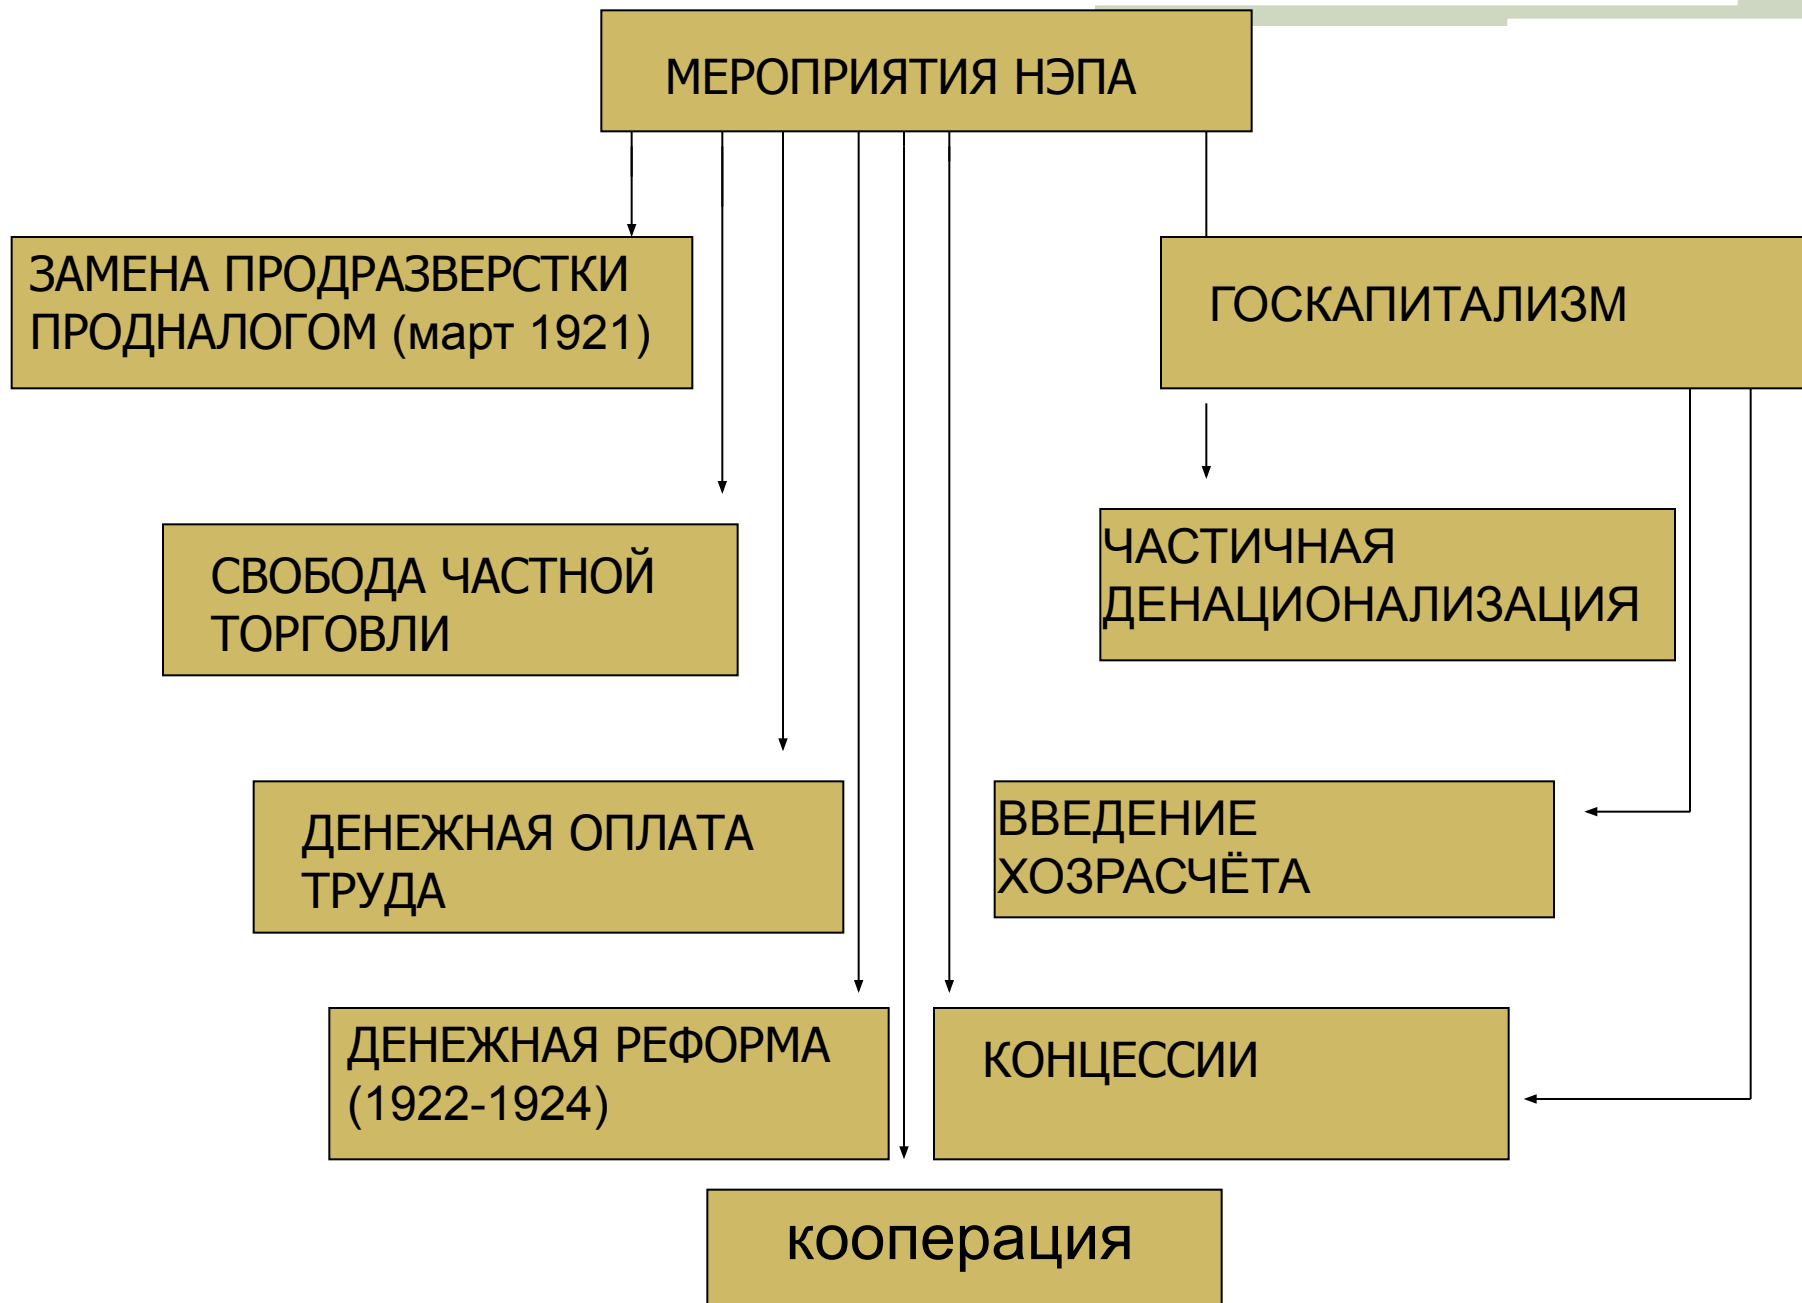 МЕРОПРИЯТИЯ НЭПА
ЗАМЕНА ПРОДРАЗВЕРСТКИ
ПРОДНАЛОГОМ (март 1921)
ГОСКАПИТАЛИЗМ
СВОБОДА ЧАСТНОЙ
ТОРГОВЛИ
ЧАСТИЧНАЯ
ДЕНАЦИОНАЛИЗАЦИЯ
ДЕНЕЖНАЯ ОПЛАТА
ТРУДА
ВВЕДЕНИЕ
ХОЗРАСЧЁТА
ДЕНЕЖНАЯ РЕФОРМА
(1922-1924)
КОНЦЕССИИ
кооперация